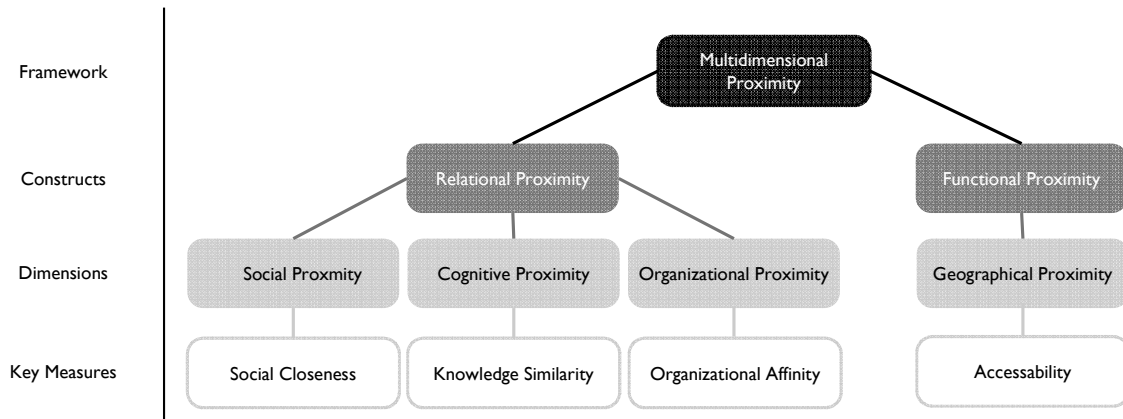 Framework
Multidimensional
Proximity
Constructs
Relational Proximity
Functional Proximity
Dimensions
Social Proxmity
Cognitive Proximity
Organizational Proximity
Geographical Proximity
Key Measures
Social Closeness
Knowledge Similarity
Organizational Affinity
Accessability